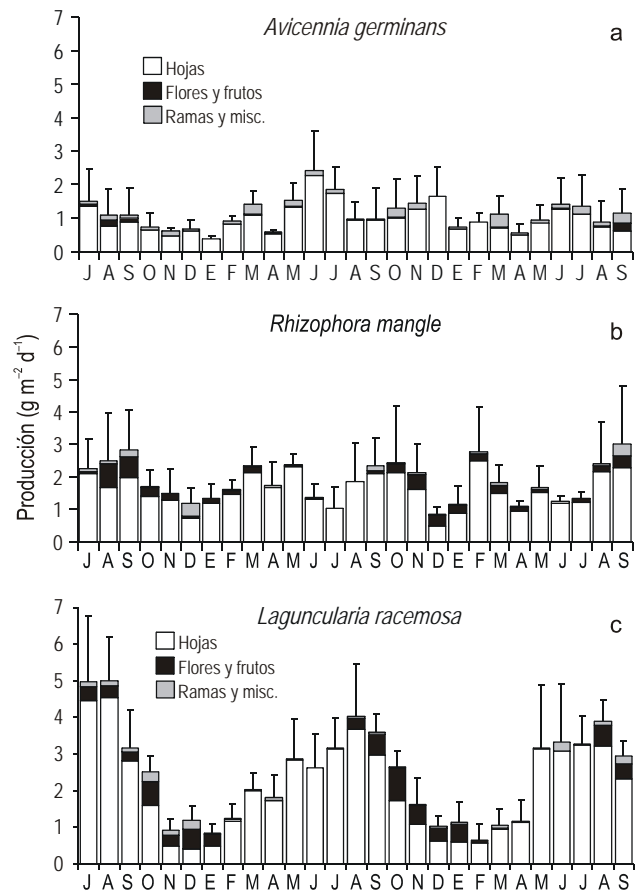 Avicennia germinans
a
7
6
5
4
3
2
1
0
Hojas
Flores y frutos
Ramas y misc.
J A S O N D E F M A M J J A S O N D E F M A M J J A S
Rhizophora mangle
b
7
6
5
4
3
2
1
0
Producción (g m⁻² d⁻¹)
J A S O N D E F M A M J J A S O N D E F M A M J J A S
Laguncularia racemosa
c
7
6
5
4
3
2
1
0
Hojas
Flores y frutos
Ramas y misc.
J A S O N D E F M A M J J A S O N D E F M A M J J A S